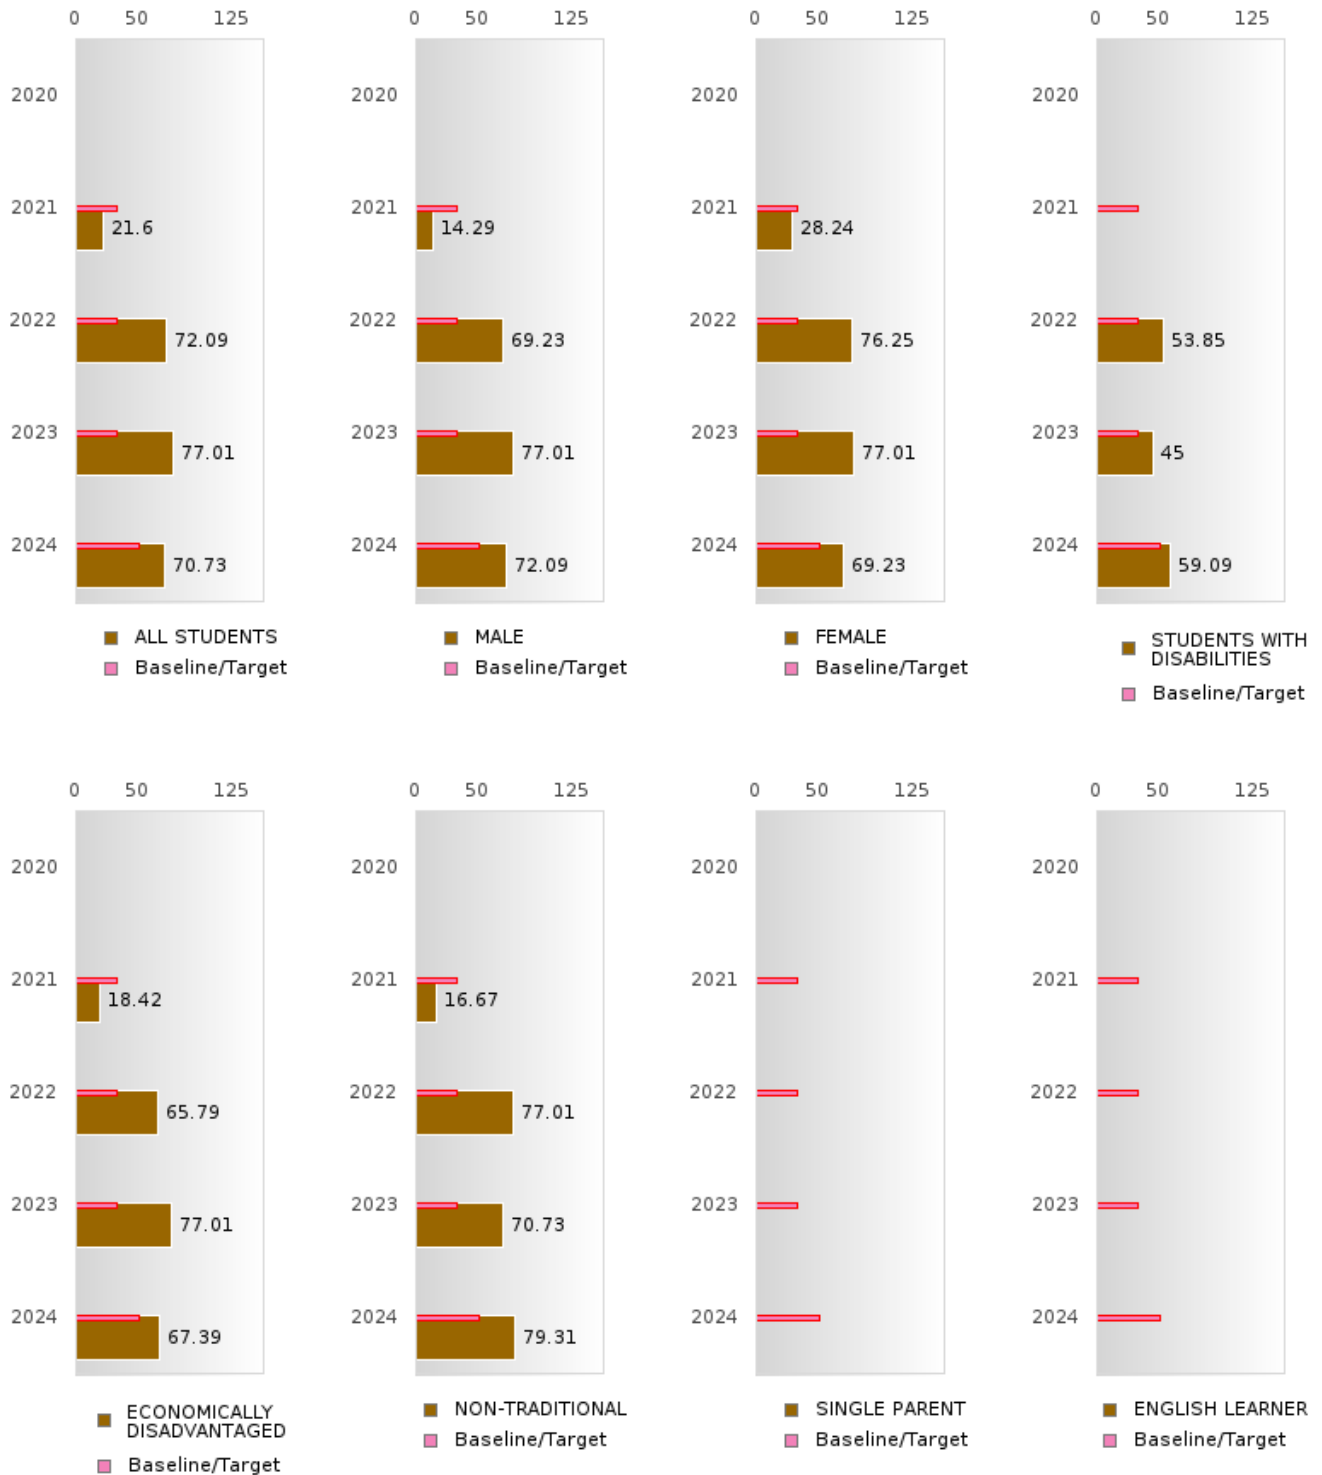 0 50 125
2020
2021 21.6
2022 72.09
2023 77.01
2024 70.73
ALL STUDENTS
Baseline/Target
0 50 125
2020
2021 14.29
2022 69.23
2023 77.01
2024 72.09
MALE
Baseline/Target
0 50 125
2020
2021 28.24
2022 76.25
2023 77.01
2024 69.23
FEMALE
Baseline/Target
0 50 125
2020
2021
2022 53.85
2023 45
2024 59.09
STUDENTS WITH
DISABILITIES
Baseline/Target
0 50 125
2020
2021 18.42
2022 65.79
2023 77.01
2024 67.39
ECONOMICALLY
DISADVANTAGED
Baseline/Target
0 50 125
2020
2021 16.67
2022 77.01
2023 70.73
2024 79.31
NON-TRADITIONAL
Baseline/Target
0 50 125
2020
2021
2022
2023
2024
SINGLE PARENT
Baseline/Target
0 50 125
2020
2021
2022
2023
2024
ENGLISH LEARNER
Baseline/Target